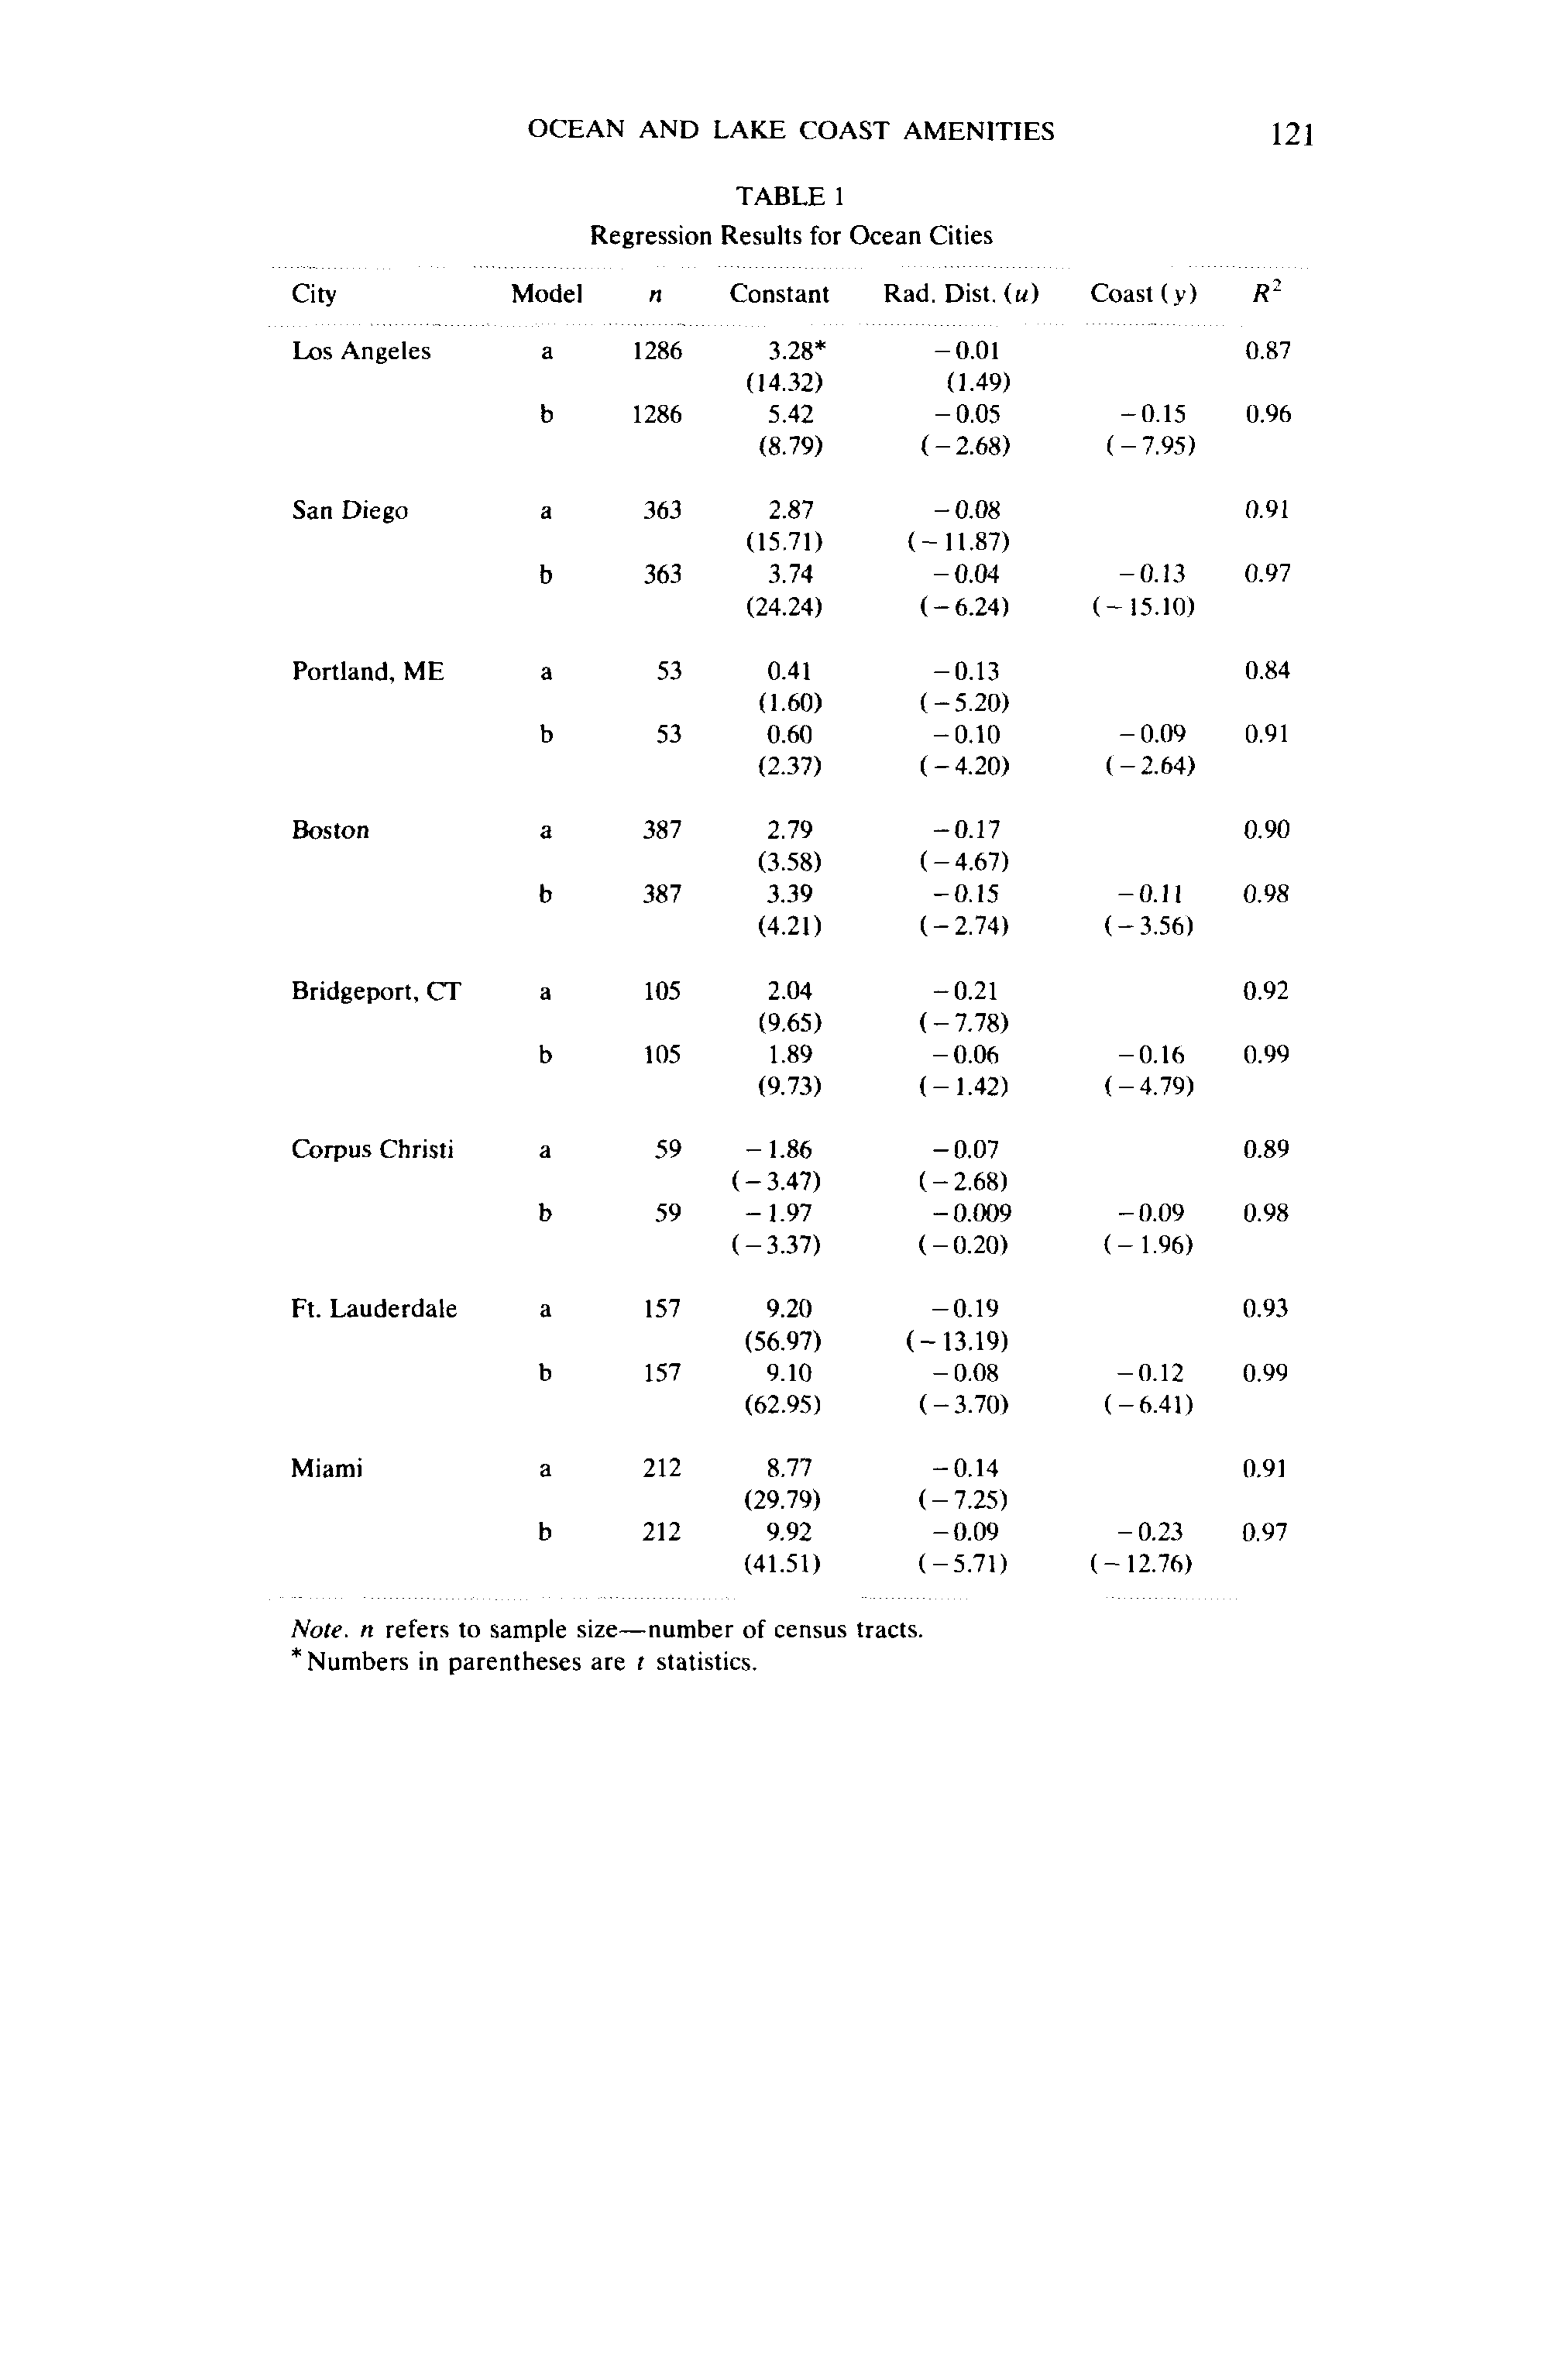 OCEAN AND LAKE COAST AMENITIES 121
TABLE 1
Regression Results for Ocean Cities
City Model n Constant Rad. Dist. (u) Coast (y) R²
Los Angeles a 1286 3.28* −0.01 0.87
(14.32) (1.49)
b 1286 5.42 −0.05 −0.15 0.96
(8.79) (−2.68) (−7.95)
San Diego a 363 2.87 −0.08 0.91
(15.71) (−11.87)
b 363 3.74 −0.04 −0.13 0.97
(24.24) (−6.24) (−15.10)
Portland, ME a 53 0.41 −0.13 0.84
(1.60) (−5.20)
b 53 0.60 −0.10 −0.09 0.91
(2.37) (−4.20) (−2.64)
Boston a 387 2.79 −0.17 0.90
(3.58) (−4.67)
b 387 3.39 −0.15 −0.11 0.98
(4.21) (−2.74) (−3.56)
Bridgeport, CT a 105 2.04 −0.21 0.92
(9.65) (−7.78)
b 105 1.89 −0.06 −0.16 0.99
(9.73) (−1.42) (−4.79)
Corpus Christi a 59 −1.86 −0.07 0.89
(−3.47) (−2.68)
b 59 −1.97 −0.009 −0.09 0.98
(−3.37) (−0.20) (−1.96)
Ft. Lauderdale a 157 9.20 −0.19 0.93
(56.97) (−13.19)
b 157 9.10 −0.08 −0.12 0.99
(62.95) (−3.70) (−6.41)
Miami a 212 8.77 −0.14 0.91
(29.79) (−7.25)
b 212 9.92 −0.09 −0.23 0.97
(41.51) (−5.71) (−12.76)
Note. n refers to sample size—number of census tracts.
*Numbers in parentheses are t statistics.